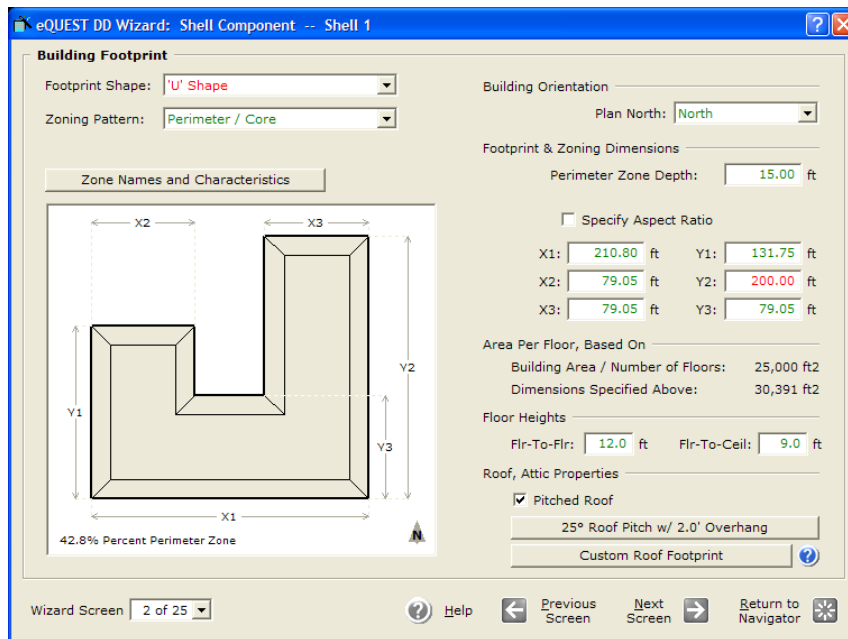 eQUEST DD Wizard: Shell Component -- Shell 1
Building Footprint
Footprint Shape: 'U' Shape
Zoning Pattern: Perimeter / Core
Zone Names and Characteristics
X2
X3
Y1
Y2
Y3
X1
42.8% Percent Perimeter Zone
N
Building Orientation
Plan North: North
Footprint & Zoning Dimensions
Perimeter Zone Depth: 15.00 ft
Specify Aspect Ratio
X1: 210.80 ft Y1: 131.75 ft
X2: 79.05 ft Y2: 200.00 ft
X3: 79.05 ft Y3: 79.05 ft
Area Per Floor, Based On
Building Area / Number of Floors: 25,000 ft2
Dimensions Specified Above: 30,391 ft2
Floor Heights
Flr-To-Flr: 12.0 ft Flr-To-Ceil: 9.0 ft
Roof, Attic Properties
Pitched Roof
25° Roof Pitch w/ 2.0' Overhang
Custom Roof Footprint
?
Wizard Screen 2 of 25
? Help
Previous Screen
Next Screen
Return to Navigator